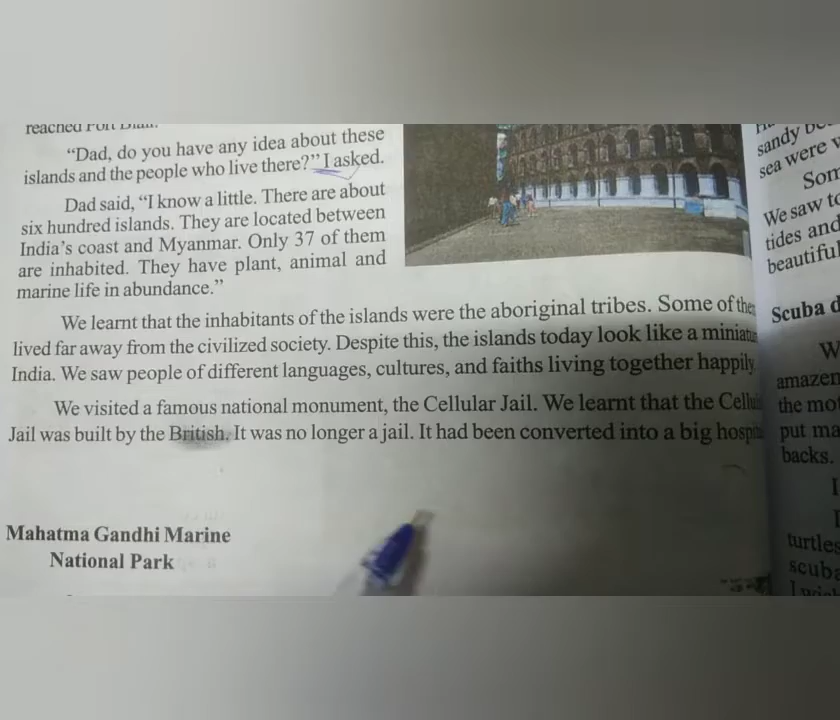 reached Port Blair.
“Dad, do you have any idea about these
islands and the people who live there?” I asked.
Dad said, “I know a little. There are about
six hundred islands. They are located between
India’s coast and Myanmar. Only 37 of them
are inhabited. They have plant, animal and
marine life in abundance.”
We learnt that the inhabitants of the islands were the aboriginal tribes. Some of
lived far away from the civilized society. Despite this, the islands today look like a
India. We saw people of different languages, cultures, and faiths living together happily
We visited a famous national monument, the Cellular Jail. We learnt that the
Jail was built by the British. It was no longer a jail. It had been converted into a big
Mahatma Gandhi Marine
National Park
sandy
sea were
We saw
tides and
beautiful
Scuba
the
put
backs.
turtles